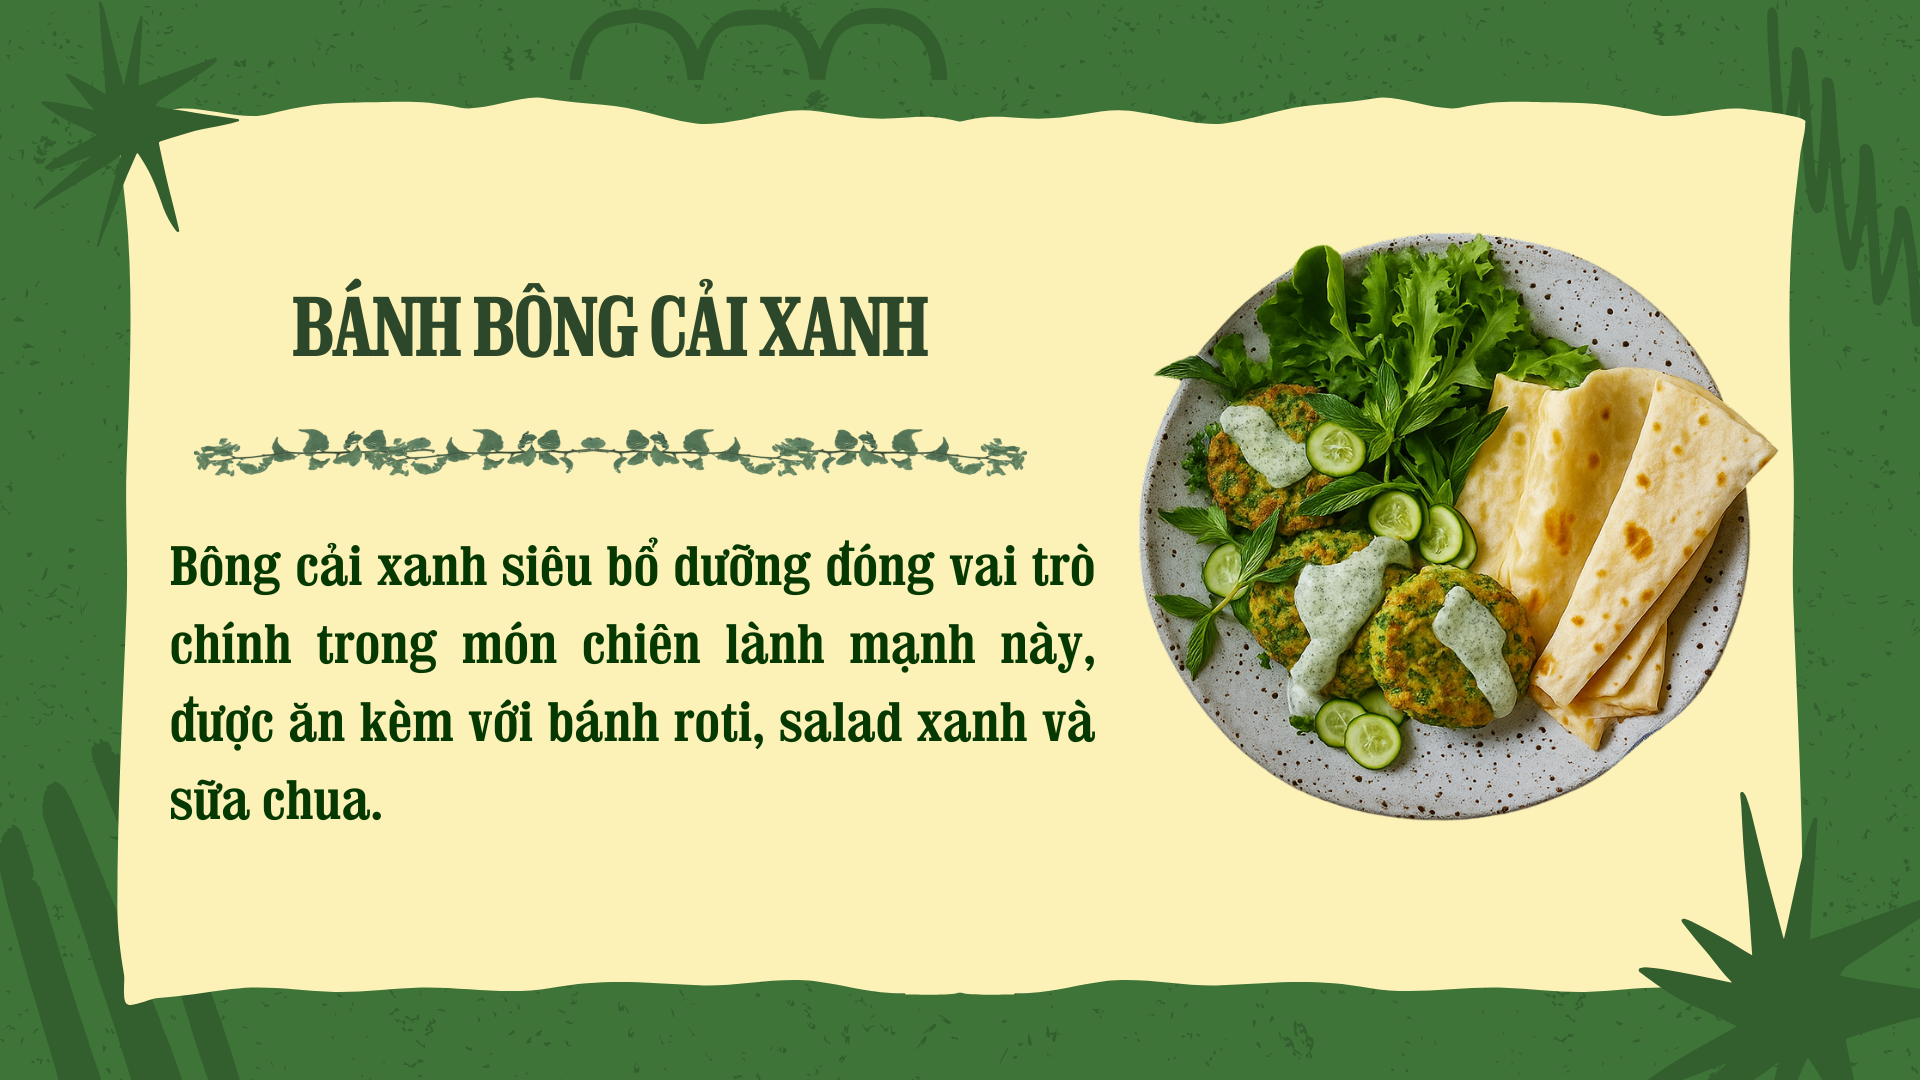 BÁNH BÔNG CẢI XANH
Bông cải xanh siêu bổ dưỡng đóng vai trò
chính trong món chiên lành mạnh này,
được ăn kèm với bánh roti, salad xanh và
sữa chua.